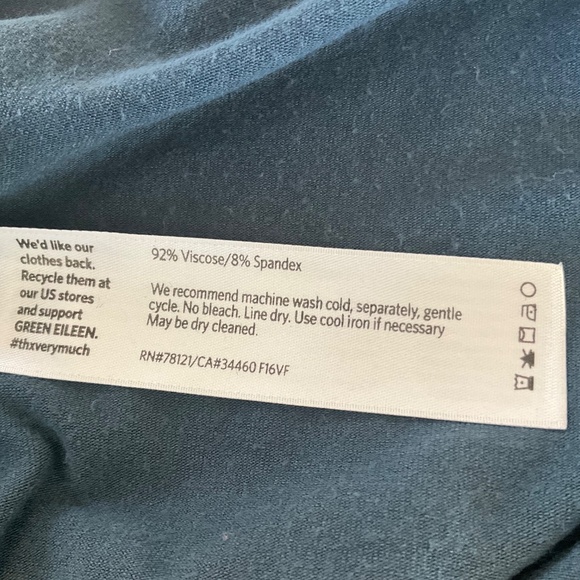 We'd like our
clothes back.
Recycle them at
our US stores
and support
GREEN EILEEN.
#thxverymuch
92% Viscose/8% Spandex
We recommend machine wash cold, separately, gentle
cycle. No bleach. Line dry. Use cool iron if necessary
May be dry cleaned.
RN#78121/CA#34460 F16VF